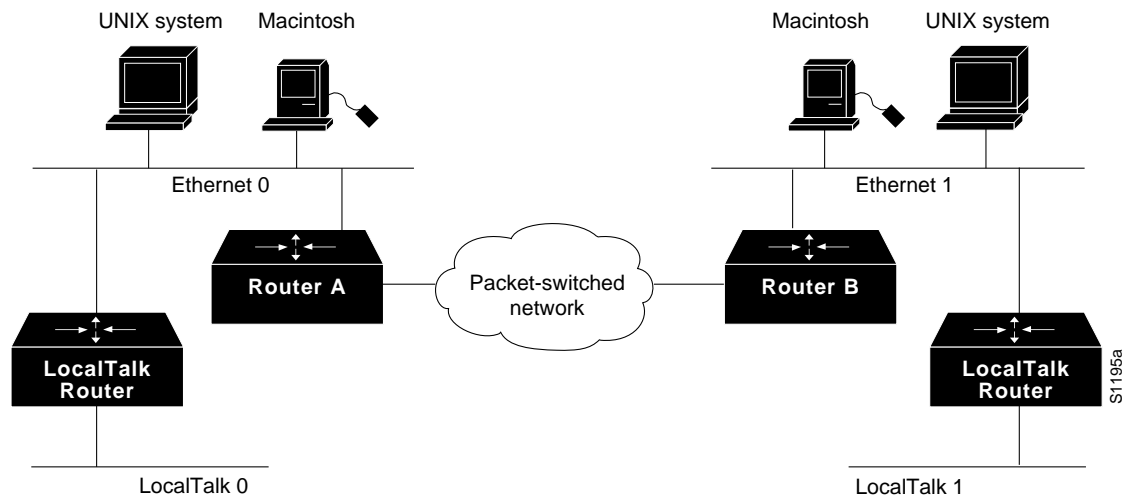 UNIX system
Macintosh
Macintosh
UNIX system
Ethernet 0
Ethernet 1
Router A
Packet-switched
network
Router B
LocalTalk
Router
LocalTalk
Router
S1195a
LocalTalk 0
LocalTalk 1